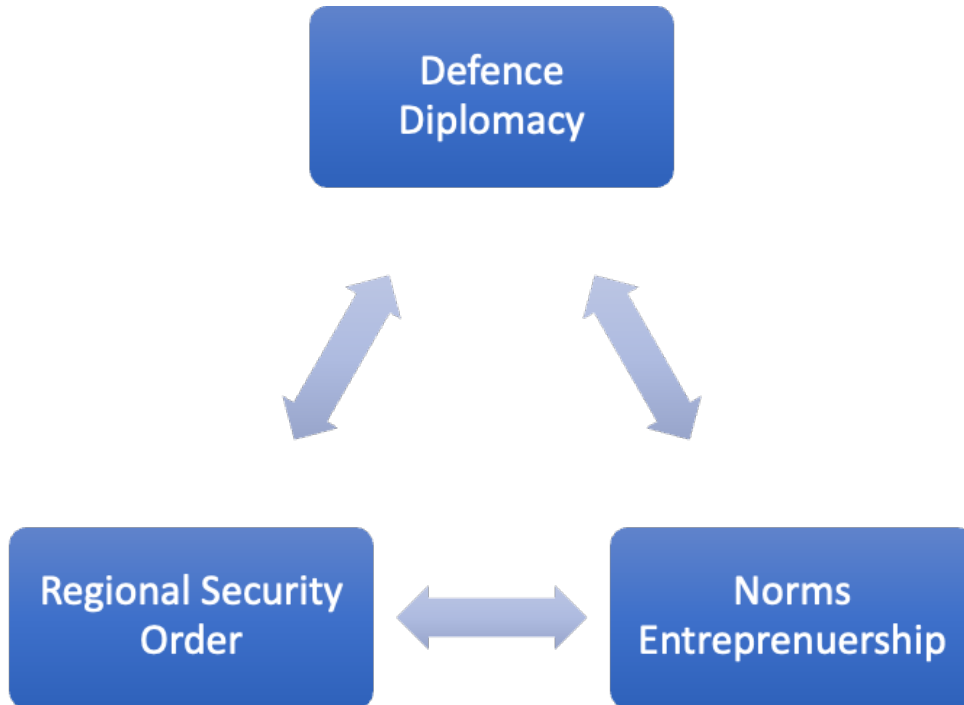 Defence
Diplomacy
Regional Security
Order
Norms
Entreprenuership